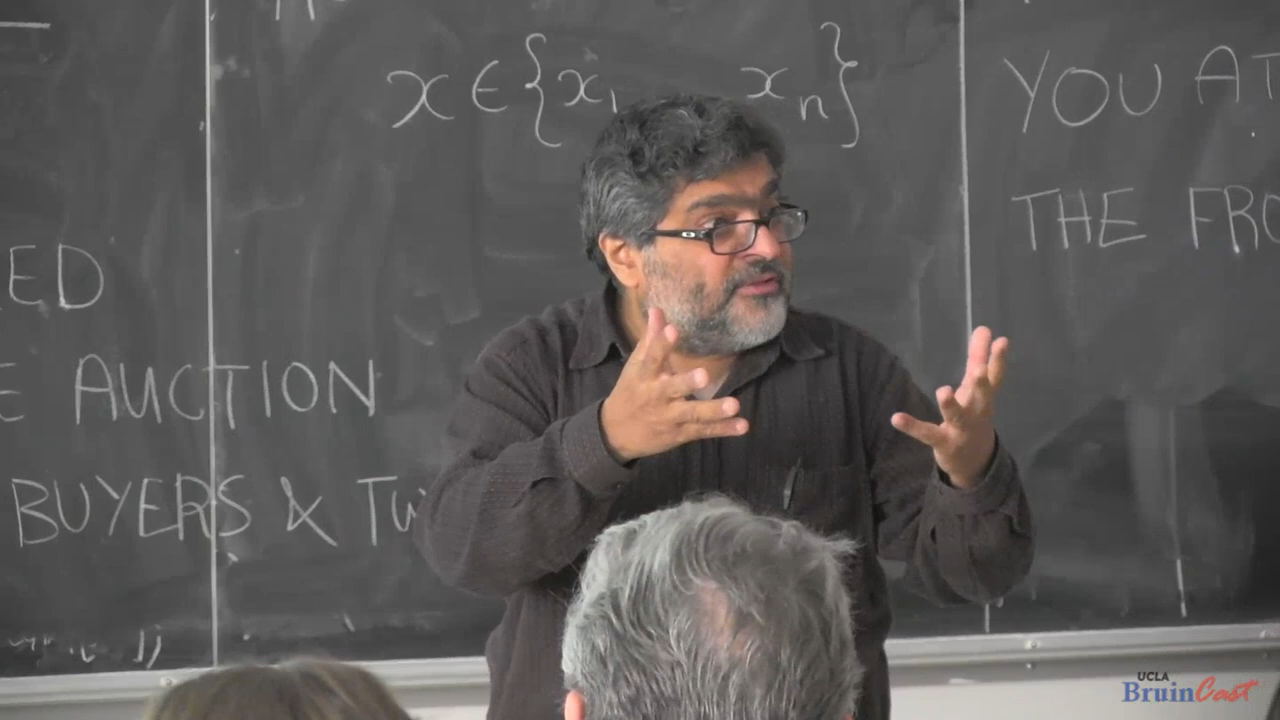 x ∈ {x₁ xₙ}
YOU AT
THE FRO
ED
E AUCTION
BUYERS & TW
UCLA
BruinCast